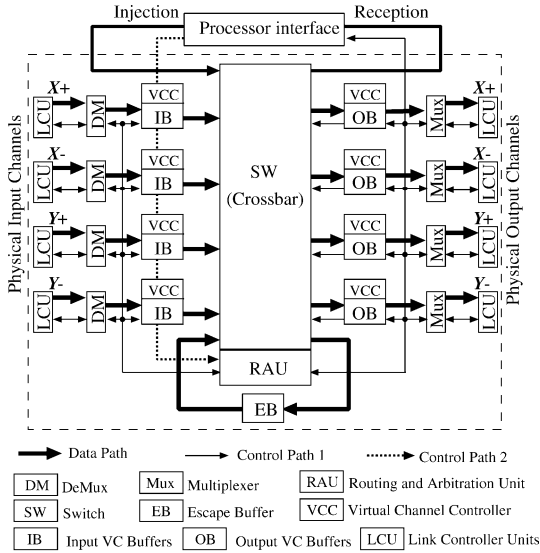 Injection
Processor interface
Reception
Physical Input Channels
X+
LCU
DM
VCC
IB
X-
LCU
DM
VCC
IB
Y+
LCU
DM
VCC
IB
Y-
LCU
DM
VCC
IB
SW
(Crossbar)
RAU
EB
VCC
OB
Mux
X+
LCU
VCC
OB
Mux
X-
LCU
VCC
OB
Mux
Y+
LCU
VCC
OB
Mux
Y-
LCU
Physical Output Channels
Data Path
Control Path 1
Control Path 2
DM DeMux
Mux Multiplexer
RAU Routing and Arbitration Unit
SW Switch
EB Escape Buffer
VCC Virtual Channel Controller
IB Input VC Buffers
OB Output VC Buffers
LCU Link Controller Units